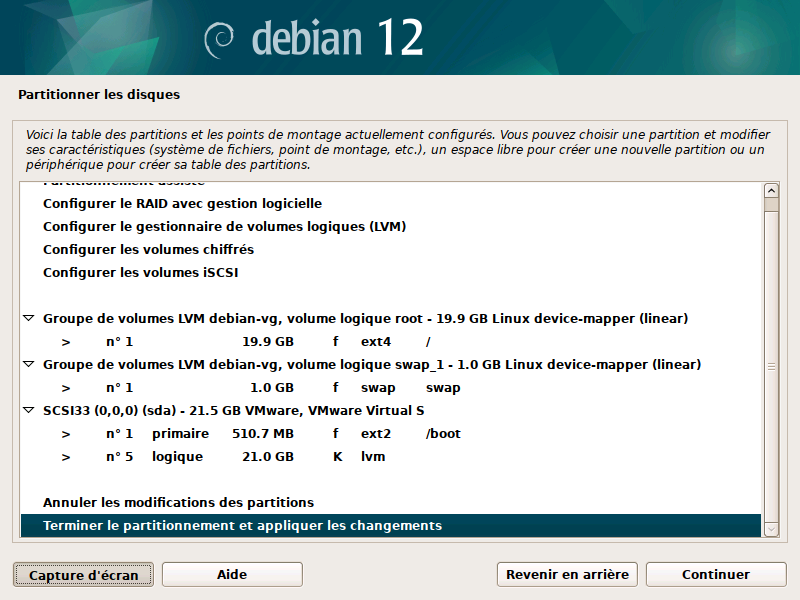 debian 12
Partitionner les disques
Voici la table des partitions et les points de montage actuellement configurés. Vous pouvez choisir une partition et modifier
ses caractéristiques (système de fichiers, point de montage, etc.), un espace libre pour créer une nouvelle partition ou un
périphérique pour créer sa table des partitions.
Partitionnement assisté
Configurer le RAID avec gestion logicielle
Configurer le gestionnaire de volumes logiques (LVM)
Configurer les volumes chiffrés
Configurer les volumes iSCSI
Groupe de volumes LVM debian-vg, volume logique root - 19.9 GB Linux device-mapper (linear)
> n° 1 19.9 GB f ext4 /
Groupe de volumes LVM debian-vg, volume logique swap_1 - 1.0 GB Linux device-mapper (linear)
> n° 1 1.0 GB f swap swap
SCSI33 (0,0,0) (sda) - 21.5 GB VMware, VMware Virtual S
> n° 1 primaire 510.7 MB f ext2 /boot
> n° 5 logique 21.0 GB K lvm
Annuler les modifications des partitions
Terminer le partitionnement et appliquer les changements
Capture d'écran Aide Revenir en arrière Continuer